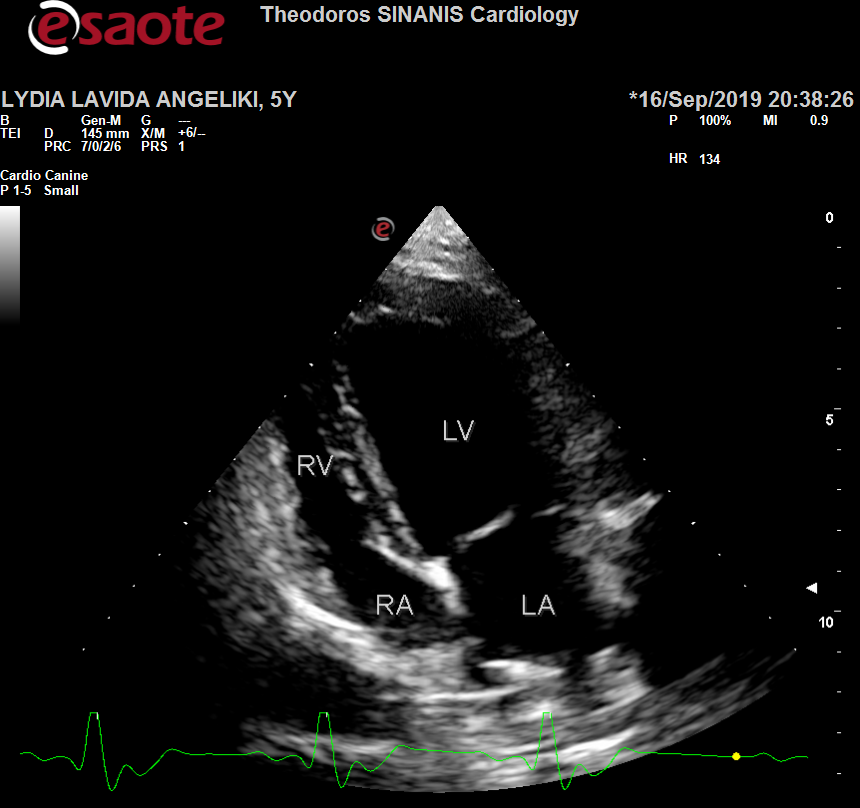 esaote
Theodoros SINANIS Cardiology
LYDIA LAVIDA ANGELIKI, 5Y
*16/Sep/2019 20:38:26
B Gen-M G ---
TEI D 145 mm X/M +6/--
PRC 7/0/2/6 PRS 1
P 100% MI 0.9
HR 134
Cardio Canine
P 1-5 Small
e
0
5
10
LV
RV
RA
LA